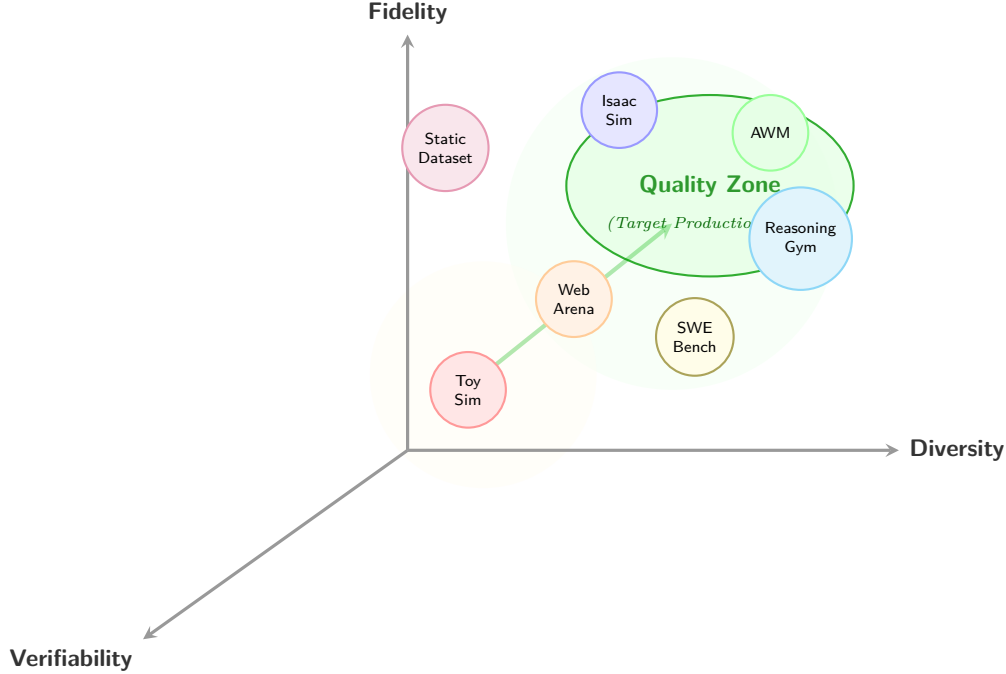 Fidelity
Isaac
Sim
AWM
Static
Dataset
Quality Zone
(Target Production
Reasoning
Gym
Web
Arena
SWE
Bench
Toy
Sim
Diversity
Verifiability